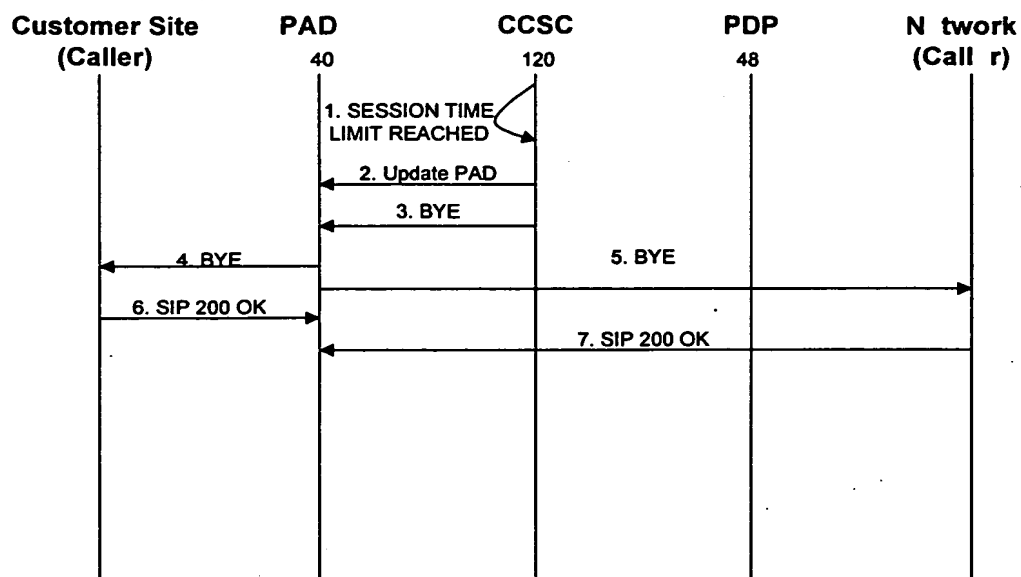 Customer Site PAD CCSC PDP N twork
(Caller) 40 120 48 (Call r)
1. SESSION TIME
LIMIT REACHED
2. Update PAD
3. BYE
4. BYE 5. BYE
6. SIP 200 OK
7. SIP 200 OK